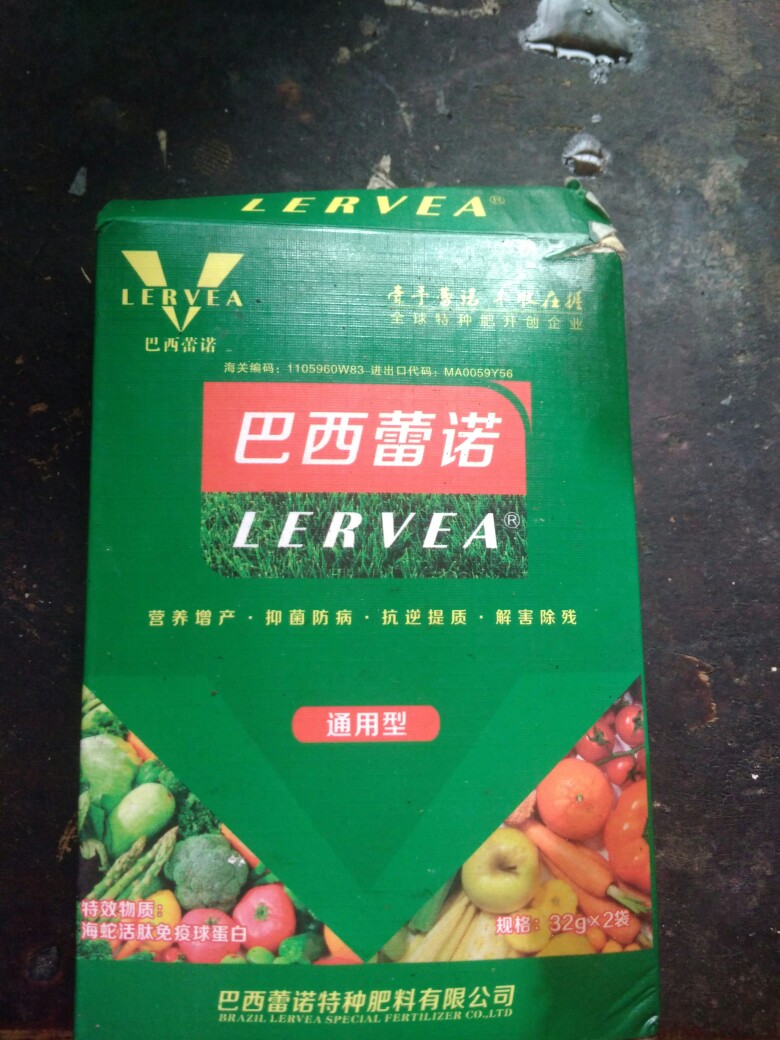 LERVEA®
LERVEA
巴西蕾诺
全球特种肥开创企业
海关编码：1105960W83 进出口代码：MA0059Y56
巴西蕾诺
LERVEA®
营养增产·抑菌防病·抗逆提质·解害除残
通用型
特效物质：
海蛇活肽免疫球蛋白
规格：32g×2袋
巴西蕾诺特种肥料有限公司
BRAZIL LERVEA SPECIAL FERTILIZER CO.,LTD